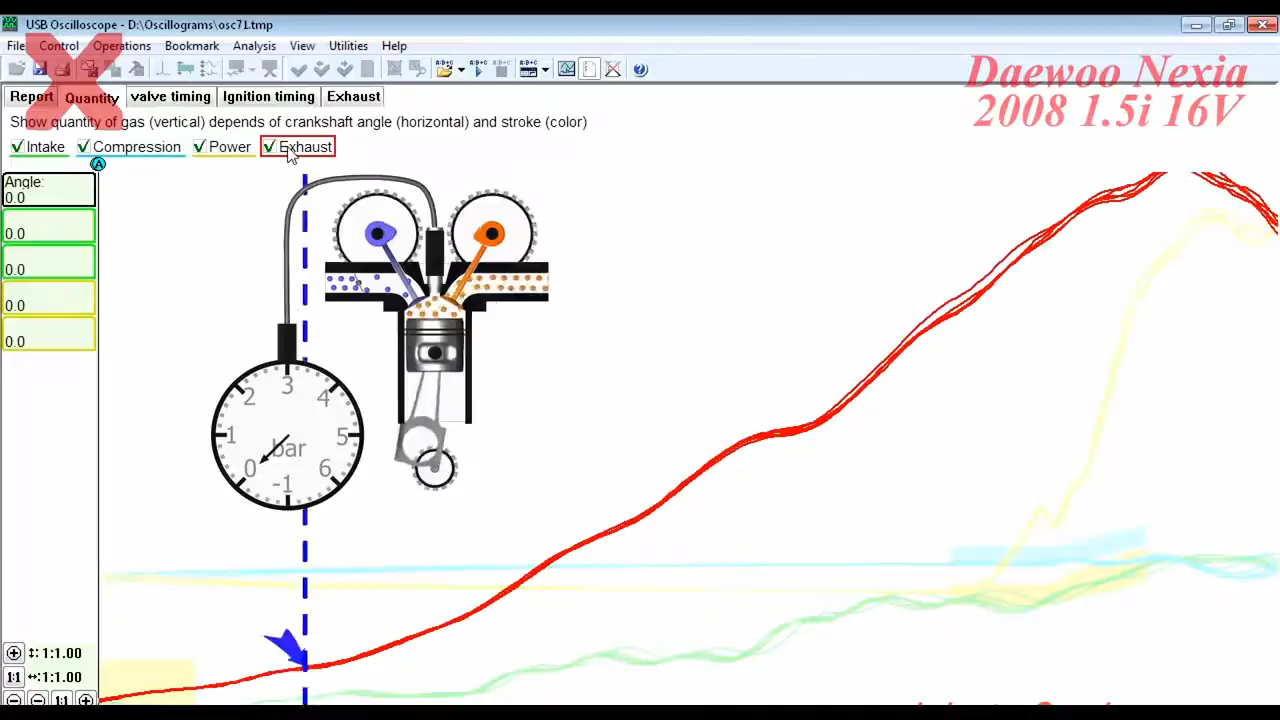 USB Oscilloscope - D:\Oscillograms\osc71.tmp
File Control Operations Bookmark Analysis View Utilities Help
A:B+C A:B+C A:B+C A:B+C
Daewoo Nexia
2008 1.5i 16V
Report Quantity valve timing Ignition timing Exhaust
Show quantity of gas (vertical) depends of crankshaft angle (horizontal) and stroke (color)
Intake Compression Power Exhaust
A
Angle:
0.0
0.0
0.0
0.0
0.0
3
2 4
1 5
bar
0 6
-1
1:1.00
1:1 1:1.00
1:1